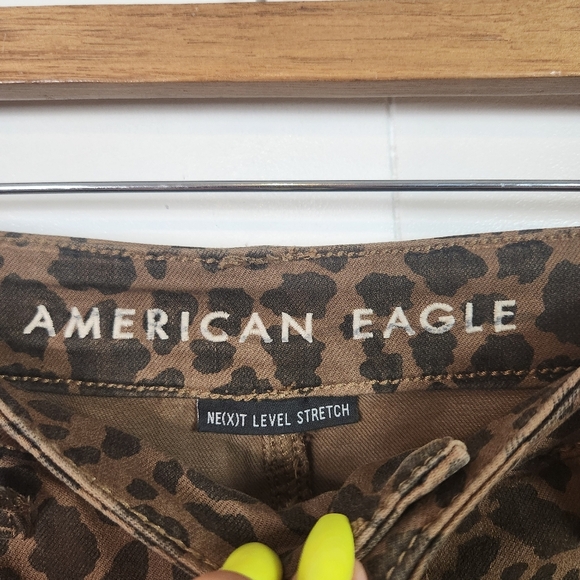 AMERICAN EAGLE
NE(X)T LEVEL STRETCH